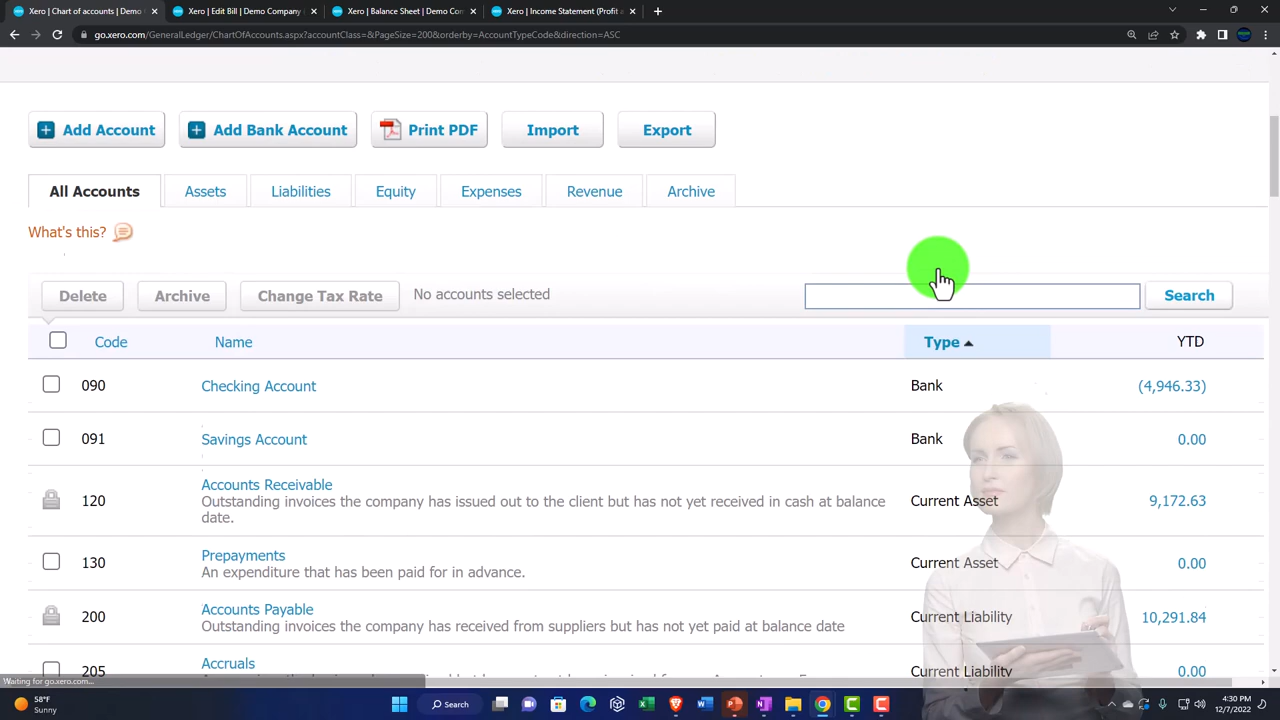 Xero | Chart of accounts | Demo
Xero | Edit Bill | Demo Company
Xero | Balance Sheet | Demo Com
Xero | Income Statement (Profit a
go.xero.com/GeneralLedger/ChartOfAccounts.aspx?accountClass=&PageSize=200&orderby=AccountTypeCode&direction=ASC
Add Account
Add Bank Account
Print PDF
Import
Export
All Accounts
Assets
Liabilities
Equity
Expenses
Revenue
Archive
What's this?
Delete
Archive
Change Tax Rate
No accounts selected
Search
Code Name Type YTD
090 Checking Account Bank (4,946.33)
091 Savings Account Bank 0.00
Accounts Receivable
120 Outstanding invoices the company has issued out to the client but has not yet received in cash at balance Current Asset 9,172.63
date.
Prepayments
130 An expenditure that has been paid for in advance. Current Asset 0.00
Accounts Payable
200 Outstanding invoices the company has received from suppliers but has not yet paid at balance date Current Liability 10,291.84
205 Accruals Current Liability 0.00
Waiting for go.xero.com...
58°F
Sunny
Search
4:30 PM
12/7/2022